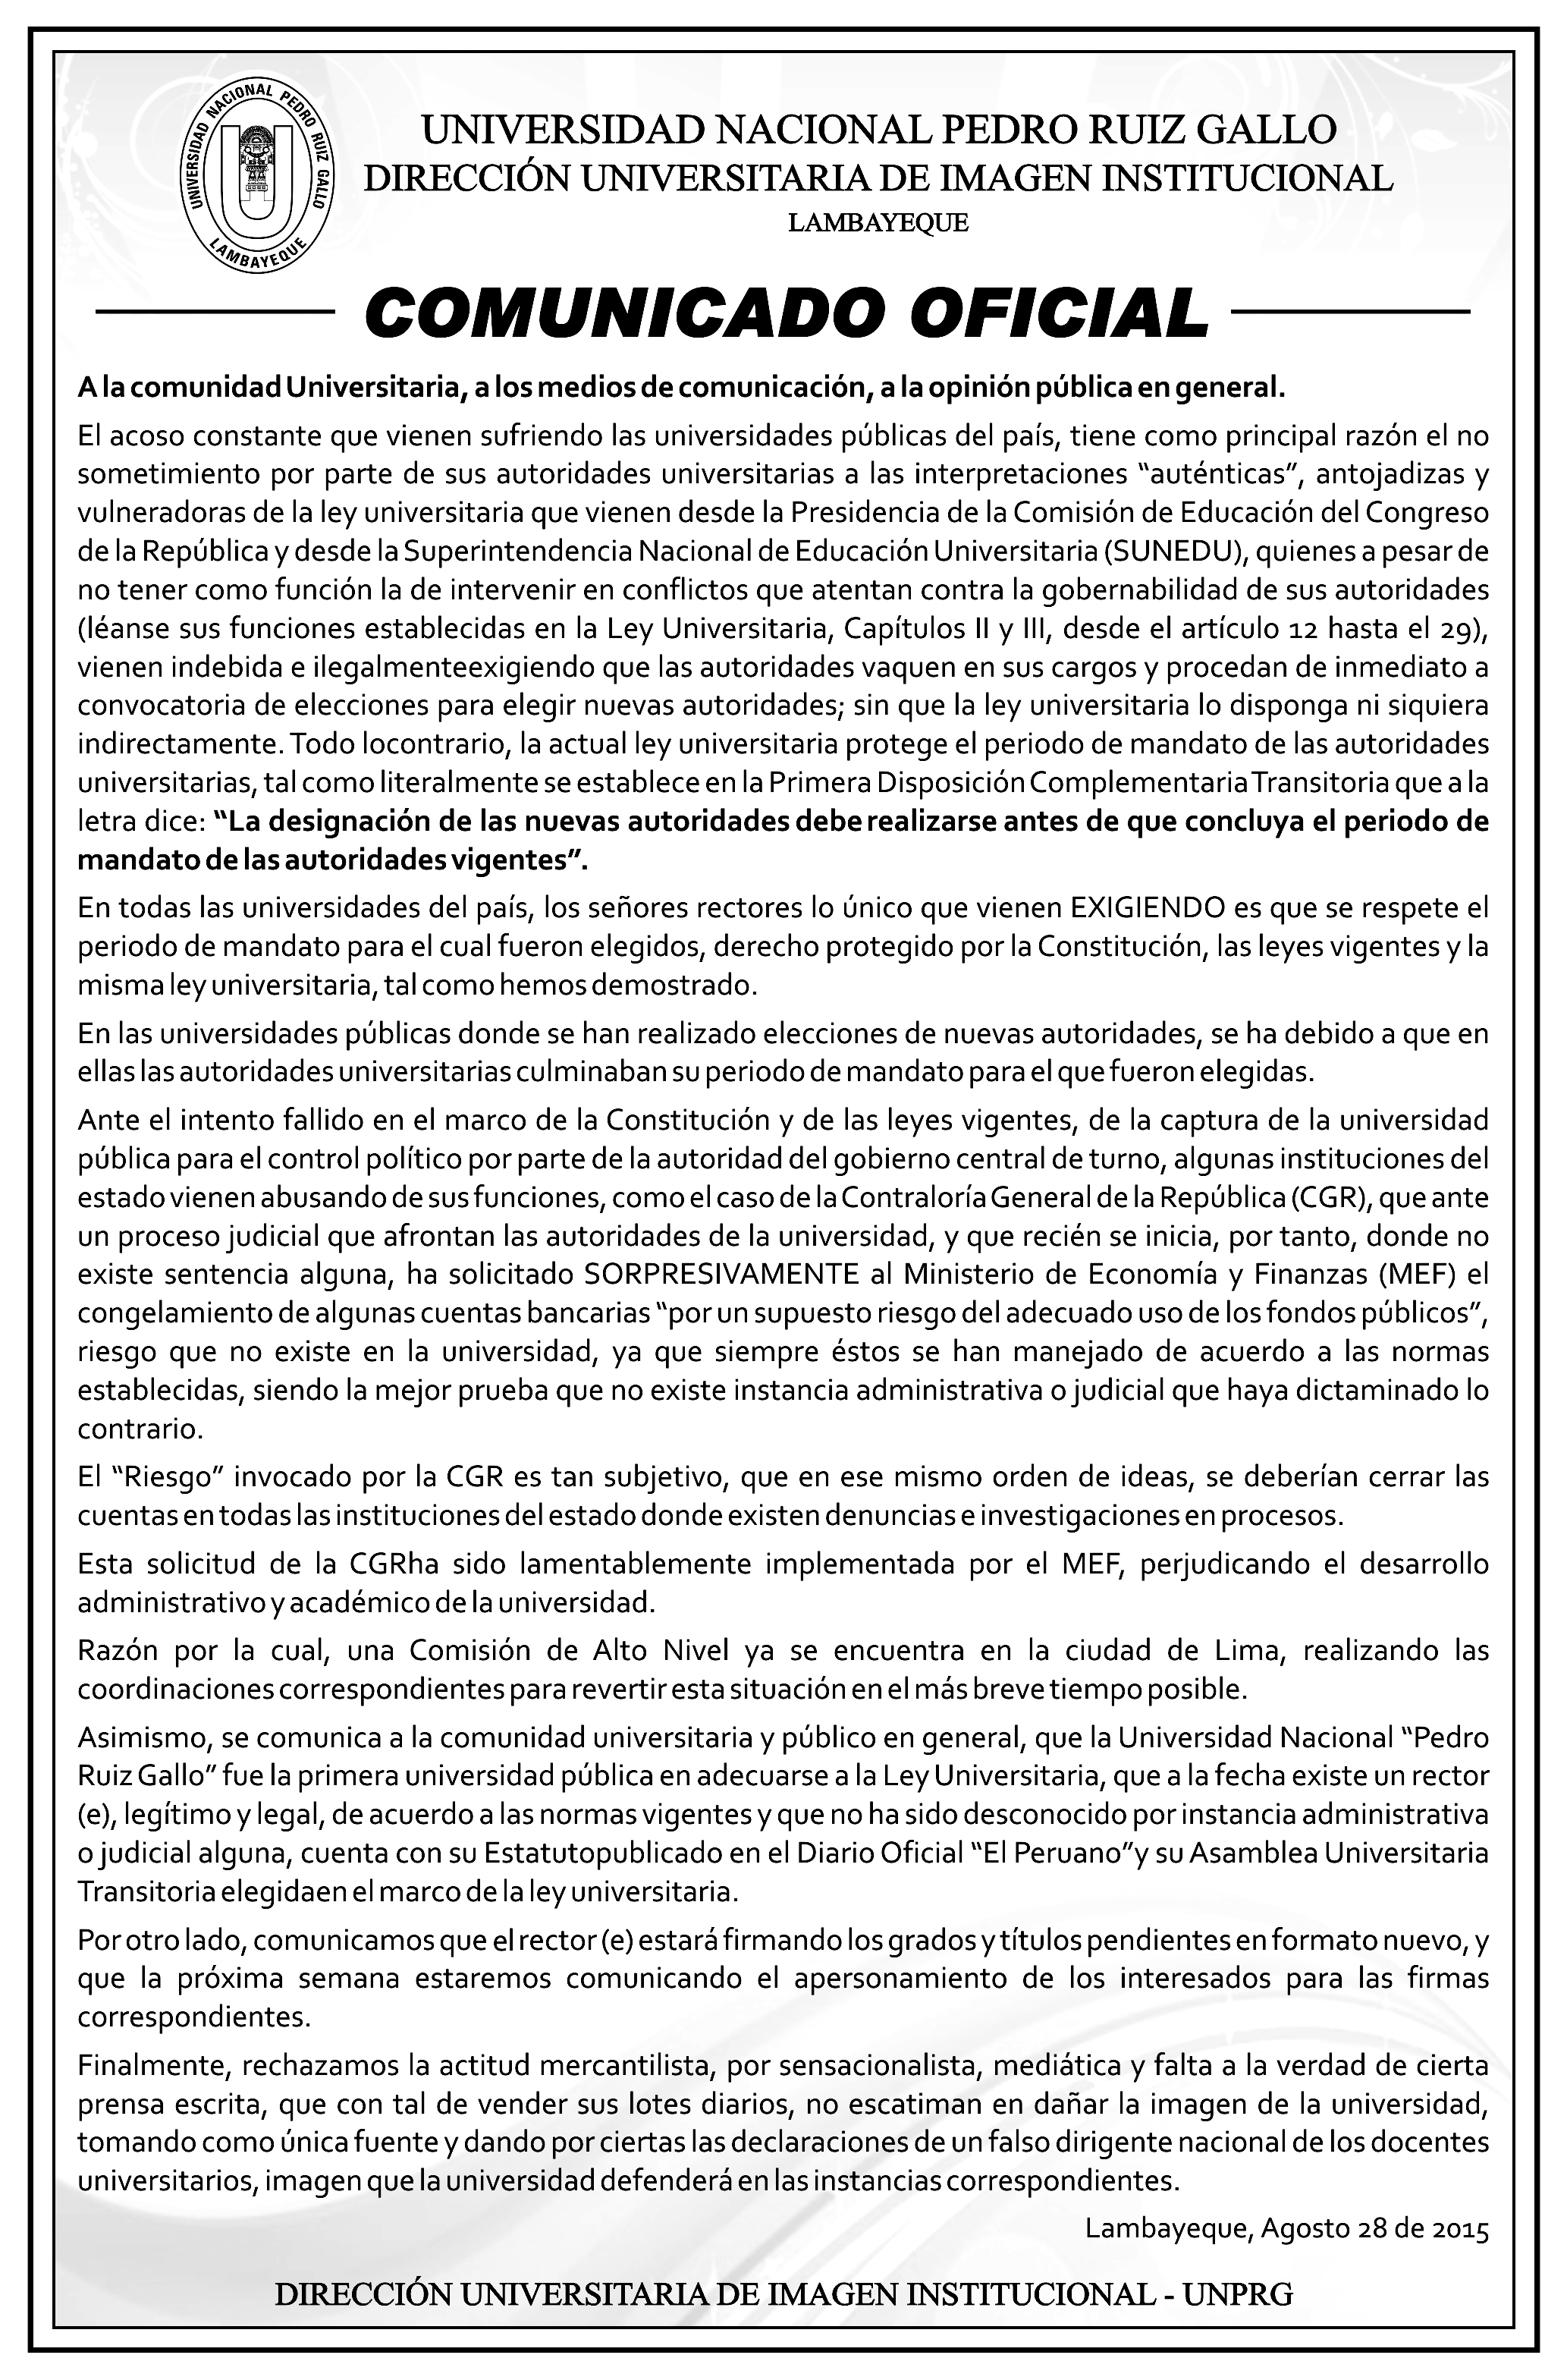 UNIVERSIDAD NACIONAL PEDRO RUIZ GALLO
LAMBAYEQUE
UNIVERSIDAD NACIONAL PEDRO RUIZ GALLO
DIRECCIÓN UNIVERSITARIA DE IMAGEN INSTITUCIONAL
LAMBAYEQUE
COMUNICADO OFICIAL
A la comunidad Universitaria, a los medios de comunicación, a la opinión pública en general.
El acoso constante que vienen sufriendo las universidades públicas del país, tiene como principal razón el no
sometimiento por parte de sus autoridades universitarias a las interpretaciones “auténticas”, antojadizas y
vulneradoras de la ley universitaria que vienen desde la Presidencia de la Comisión de Educación del Congreso
de la República y desde la Superintendencia Nacional de Educación Universitaria (SUNEDU), quienes a pesar de
no tener como función la de intervenir en conflictos que atentan contra la gobernabilidad de sus autoridades
(léanse sus funciones establecidas en la Ley Universitaria, Capítulos II y III, desde el artículo 12 hasta el 29),
vienen indebida e ilegalmenteexigiendo que las autoridades vaquen en sus cargos y procedan de inmediato a
convocatoria de elecciones para elegir nuevas autoridades; sin que la ley universitaria lo disponga ni siquiera
indirectamente. Todo locontrario, la actual ley universitaria protege el periodo de mandato de las autoridades
universitarias, tal como literalmente se establece en la Primera Disposición Complementaria Transitoria que a la
letra dice: “La designación de las nuevas autoridades debe realizarse antes de que concluya el periodo de
mandato de las autoridades vigentes”.
En todas las universidades del país, los señores rectores lo único que vienen EXIGIENDO es que se respete el
periodo de mandato para el cual fueron elegidos, derecho protegido por la Constitución, las leyes vigentes y la
misma ley universitaria, tal como hemos demostrado.
En las universidades públicas donde se han realizado elecciones de nuevas autoridades, se ha debido a que en
ellas las autoridades universitarias culminaban su periodo de mandato para el que fueron elegidas.
Ante el intento fallido en el marco de la Constitución y de las leyes vigentes, de la captura de la universidad
pública para el control político por parte de la autoridad del gobierno central de turno, algunas instituciones del
estado vienen abusando de sus funciones, como el caso de la Contraloría General de la República (CGR), que ante
un proceso judicial que afrontan las autoridades de la universidad, y que recién se inicia, por tanto, donde no
existe sentencia alguna, ha solicitado SORPRESIVAMENTE al Ministerio de Economía y Finanzas (MEF) el
congelamiento de algunas cuentas bancarias “por un supuesto riesgo del adecuado uso de los fondos públicos”,
riesgo que no existe en la universidad, ya que siempre éstos se han manejado de acuerdo a las normas
establecidas, siendo la mejor prueba que no existe instancia administrativa o judicial que haya dictaminado lo
contrario.
El “Riesgo” invocado por la CGR es tan subjetivo, que en ese mismo orden de ideas, se deberían cerrar las
cuentas en todas las instituciones del estado donde existen denuncias e investigaciones en procesos.
Esta solicitud de la CGRha sido lamentablemente implementada por el MEF, perjudicando el desarrollo
administrativo y académico de la universidad.
Razón por la cual, una Comisión de Alto Nivel ya se encuentra en la ciudad de Lima, realizando las
coordinaciones correspondientes para revertir esta situación en el más breve tiempo posible.
Asimismo, se comunica a la comunidad universitaria y público en general, que la Universidad Nacional “Pedro
Ruiz Gallo” fue la primera universidad pública en adecuarse a la Ley Universitaria, que a la fecha existe un rector
(e), legítimo y legal, de acuerdo a las normas vigentes y que no ha sido desconocido por instancia administrativa
o judicial alguna, cuenta con su Estatutopublicado en el Diario Oficial “El Peruano”y su Asamblea Universitaria
Transitoria elegidaen el marco de la ley universitaria.
Por otro lado, comunicamos que el rector (e) estará firmando los grados y títulos pendientes en formato nuevo, y
que la próxima semana estaremos comunicando el apersonamiento de los interesados para las firmas
correspondientes.
Finalmente, rechazamos la actitud mercantilista, por sensacionalista, mediática y falta a la verdad de cierta
prensa escrita, que con tal de vender sus lotes diarios, no escatiman en dañar la imagen de la universidad,
tomando como única fuente y dando por ciertas las declaraciones de un falso dirigente nacional de los docentes
universitarios, imagen que la universidad defenderá en las instancias correspondientes.
Lambayeque, Agosto 28 de 2015
DIRECCIÓN UNIVERSITARIA DE IMAGEN INSTITUCIONAL - UNPRG